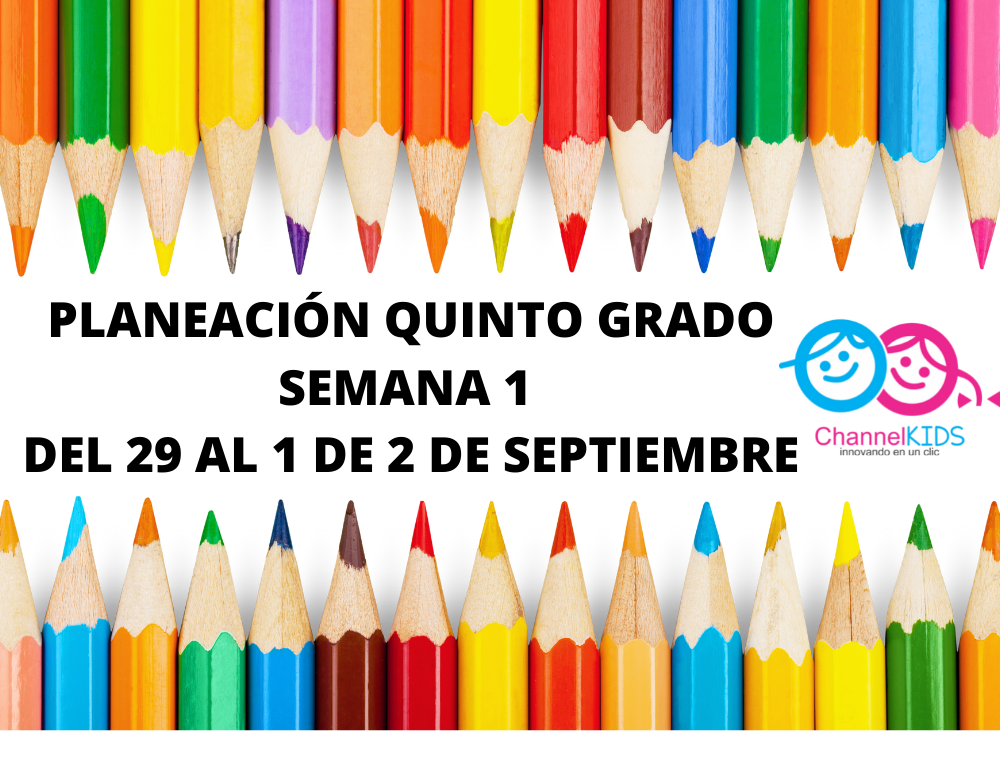 PLANEACIÓN QUINTO GRADO
SEMANA 1
DEL 29 AL 1 DE 2 DE SEPTIEMBRE
ChannelKIDS
innovando en un clic